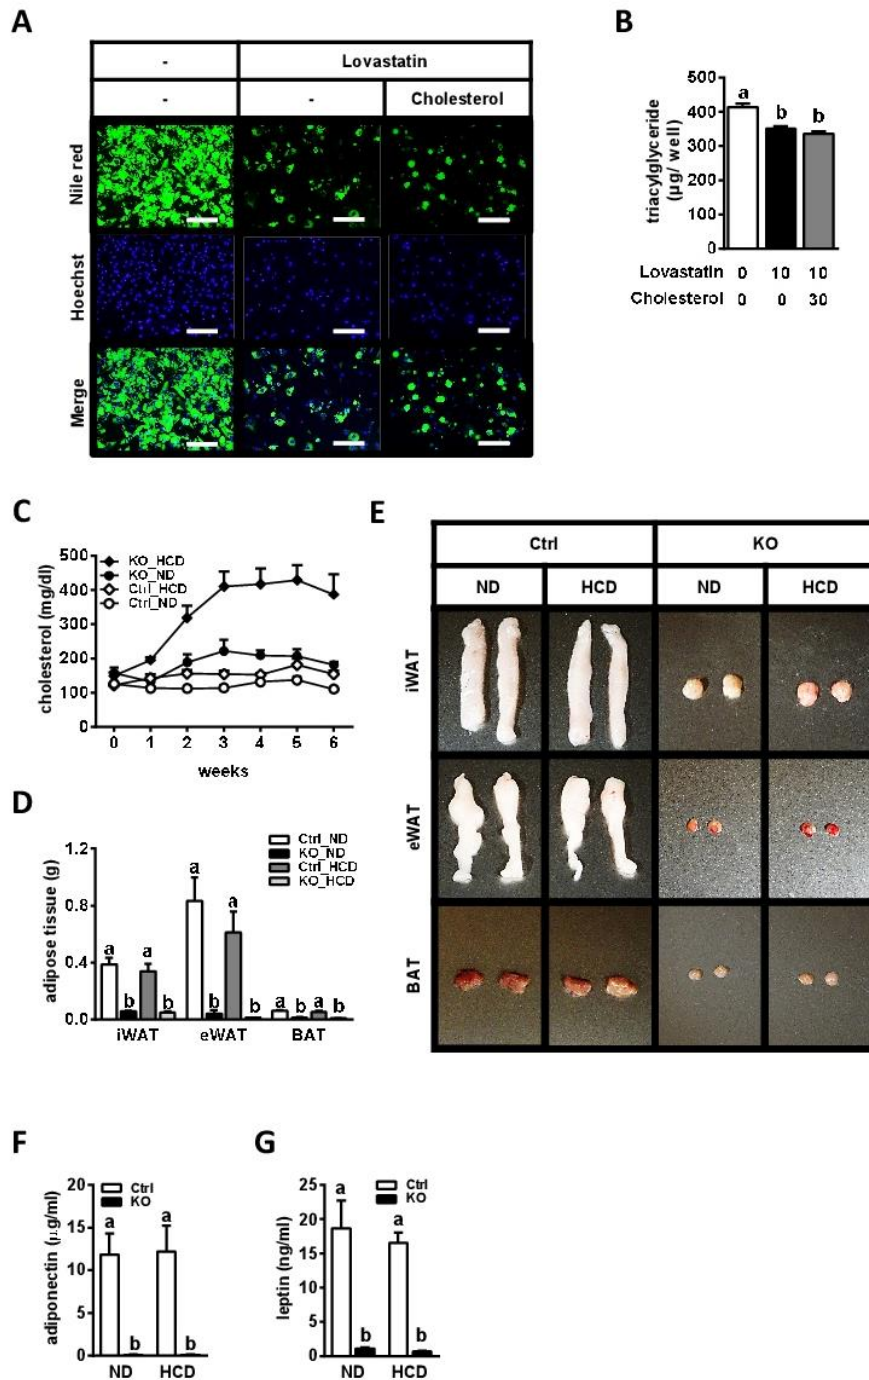 A
- Lovastatin
- - Cholesterol
Nile red
Hoechst
Merge
B
triacylglyceride
(µg/ well)
500
400
300
200
100
0
a b b
Lovastatin 0 10 10
Cholesterol 0 0 30
C
cholesterol (mg/dl)
500
400
300
200
100
0
KO_HCD
KO_ND
Ctrl_HCD
Ctrl_ND
0 1 2 3 4 5 6
weeks
D
adipose tissue (g)
1.2
0.8
0.4
0.0
Ctrl_ND
KO_ND
Ctrl_HCD
KO_HCD
a b a b a b a b a b a b
iWAT eWAT BAT
E
Ctrl KO
ND HCD ND HCD
iWAT
eWAT
BAT
F
adiponectin (µg/ml)
20
15
10
5
0
Ctrl
KO
a b a b
ND HCD
G
leptin (ng/ml)
25
20
15
10
5
0
Ctrl
KO
a b a b
ND HCD